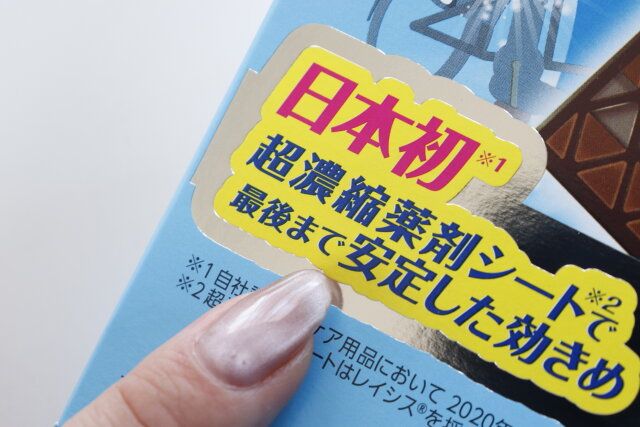 日本初※1
超濃縮薬剤シートで※2
最後まで安定した効きめ
※1 自社
ケア用品において 2020年
※2 超
ートはレイシス®を